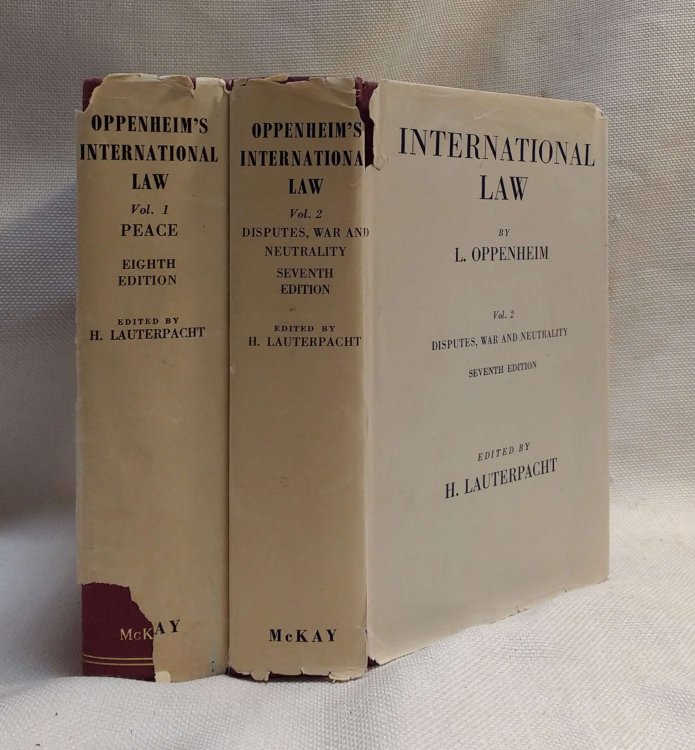 OPPENHEIM'S
INTERNATIONAL
LAW
Vol. 1
PEACE
EIGHTH
EDITION
EDITED BY
H. LAUTERPACHT
McKAY
OPPENHEIM'S
INTERNATIONAL
LAW
Vol. 2
DISPUTES, WAR AND
NEUTRALITY
SEVENTH
EDITION
EDITED BY
H. LAUTERPACHT
McKAY
INTERNATIONAL
LAW
BY
L. OPPENHEIM
Vol. 2
DISPUTES, WAR AND NEUTRALITY
SEVENTH EDITION
EDITED BY
H. LAUTERPACHT